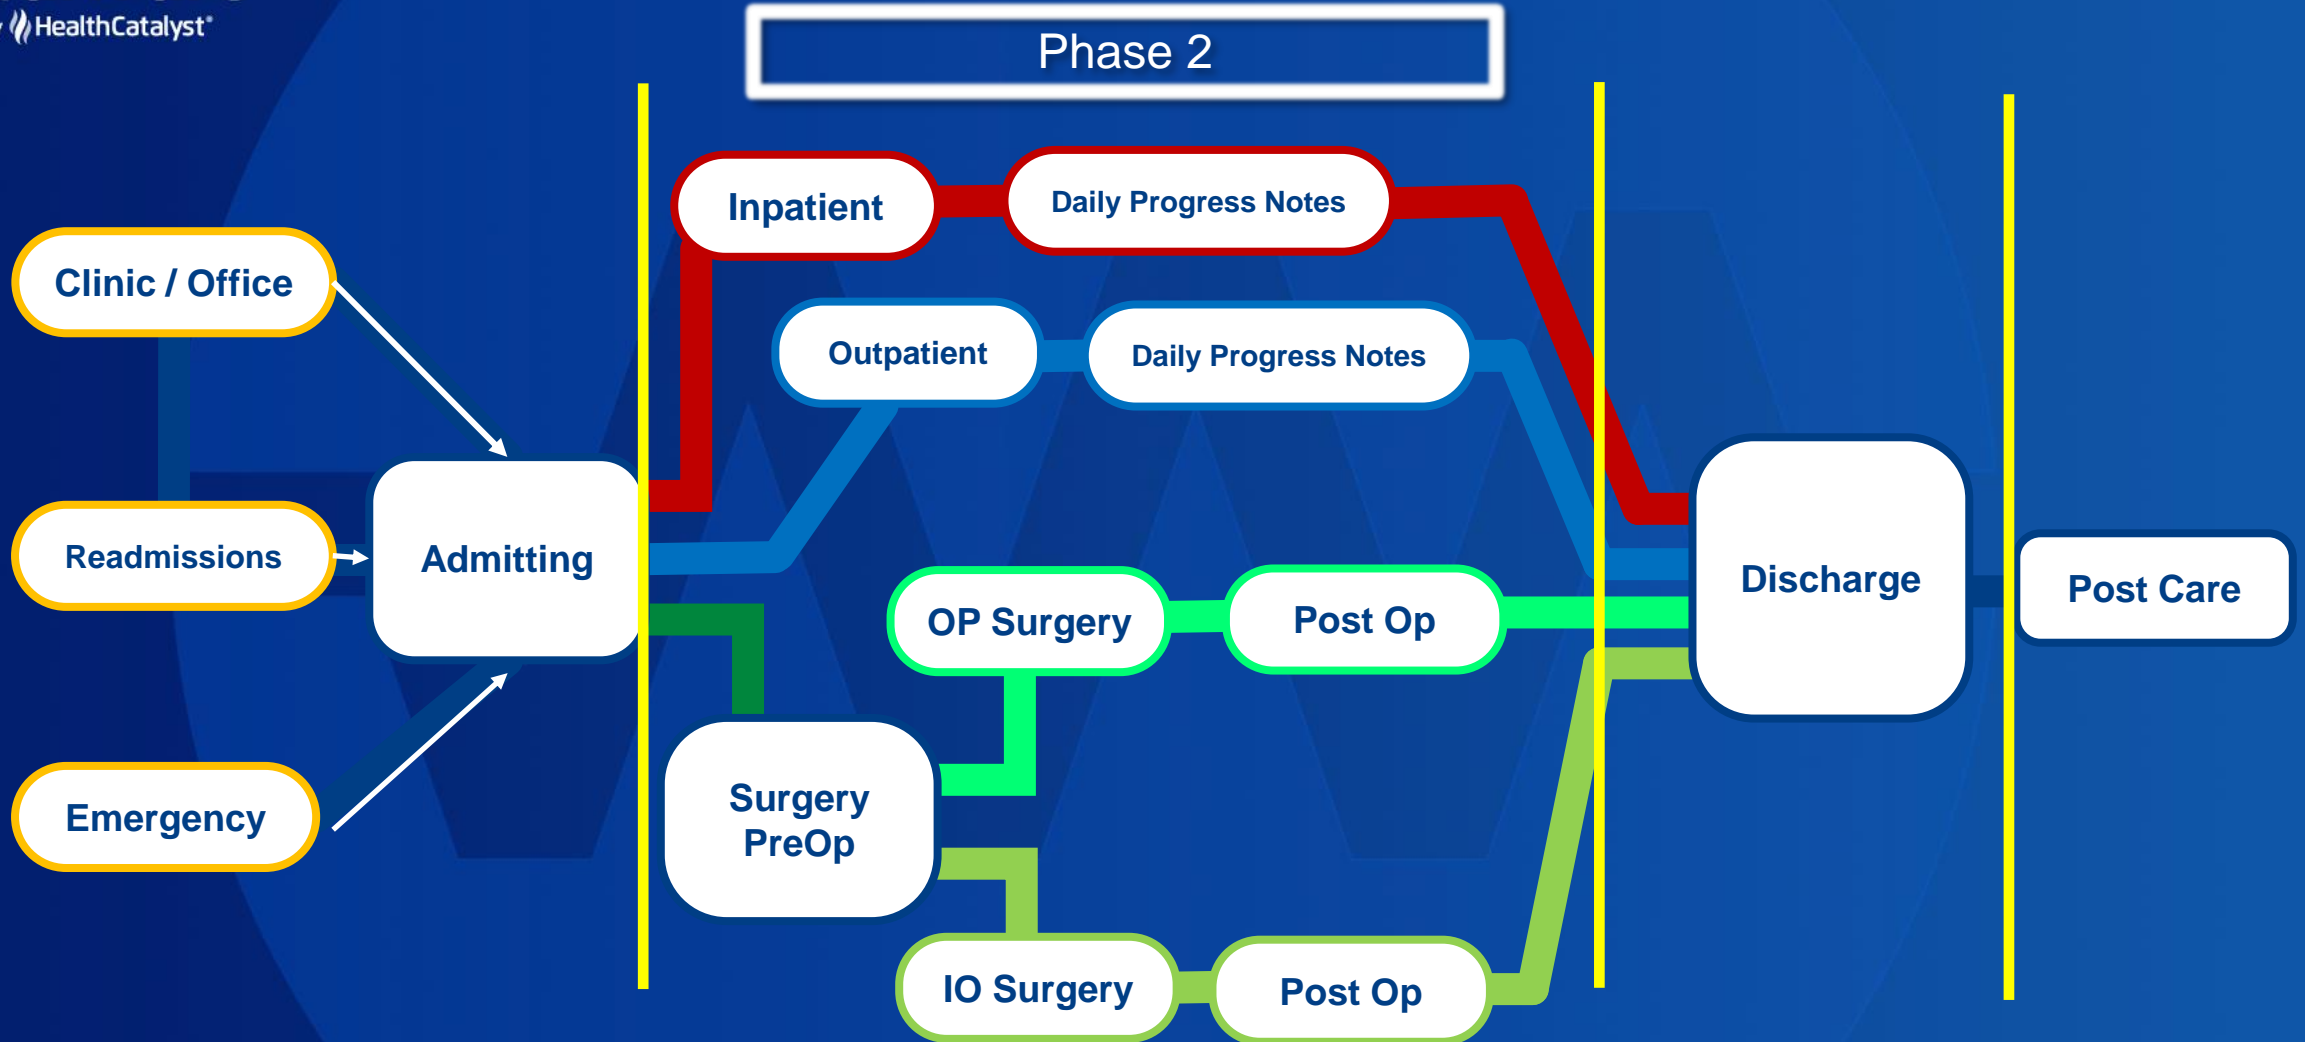 HealthCatalyst®
Phase 2
Inpatient
Daily Progress Notes
Clinic / Office
Outpatient
Daily Progress Notes
Readmissions
Admitting
Discharge
Post Care
OP Surgery
Post Op
Emergency
Surgery
PreOp
IO Surgery
Post Op